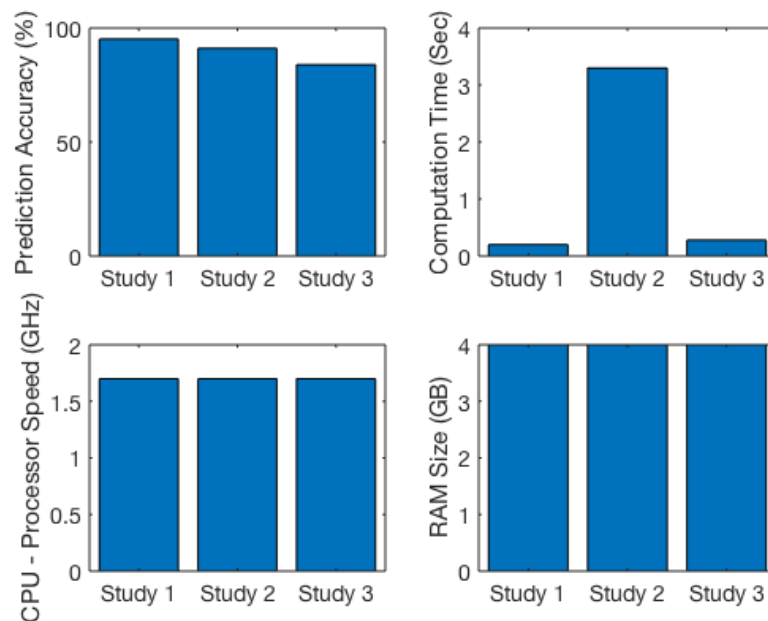 Prediction Accuracy (%)
100
50
0
Study 1 Study 2 Study 3
Computation Time (Sec)
4
3
2
1
0
Study 1 Study 2 Study 3
CPU - Processor Speed (GHz)
2
1.5
1
0.5
0
Study 1 Study 2 Study 3
RAM Size (GB)
4
3
2
1
0
Study 1 Study 2 Study 3